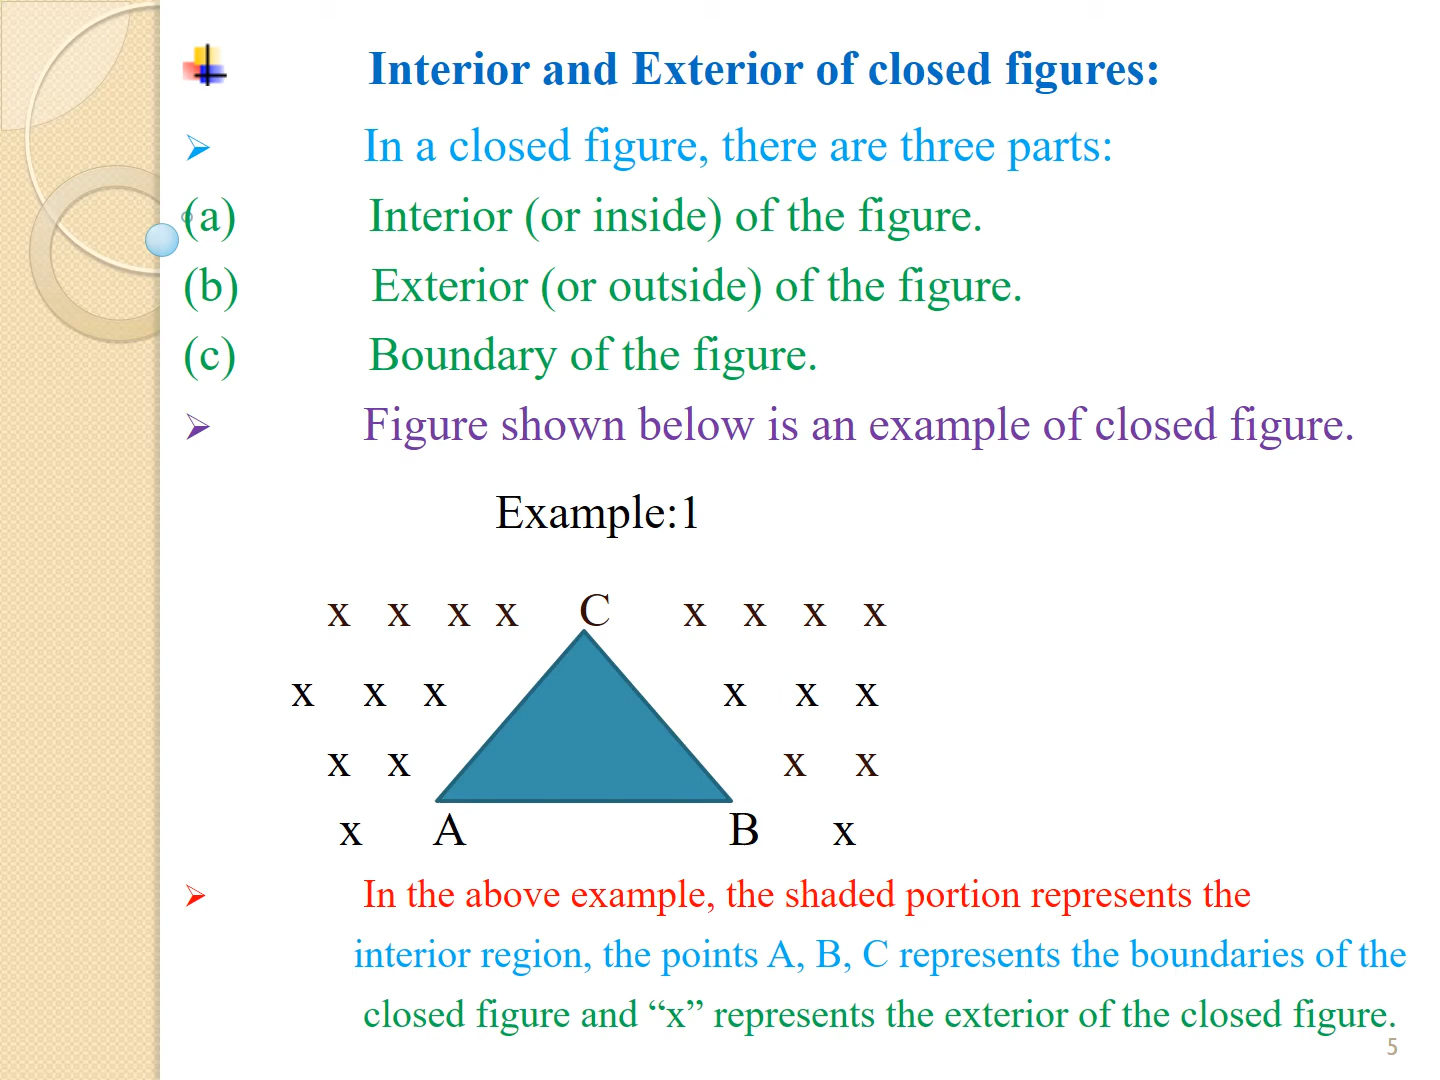 Interior and Exterior of closed figures:
➢ In a closed figure, there are three parts:
(a) Interior (or inside) of the figure.
(b) Exterior (or outside) of the figure.
(c) Boundary of the figure.
➢ Figure shown below is an example of closed figure.
Example:1
x x x x C x x x x
x x x x x x
x x x x
x A B x
➢ In the above example, the shaded portion represents the
interior region, the points A, B, C represents the boundaries of the
closed figure and “x” represents the exterior of the closed figure.
5